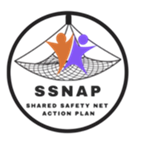 SSNAP
SHARED SAFETY NET
ACTION PLAN